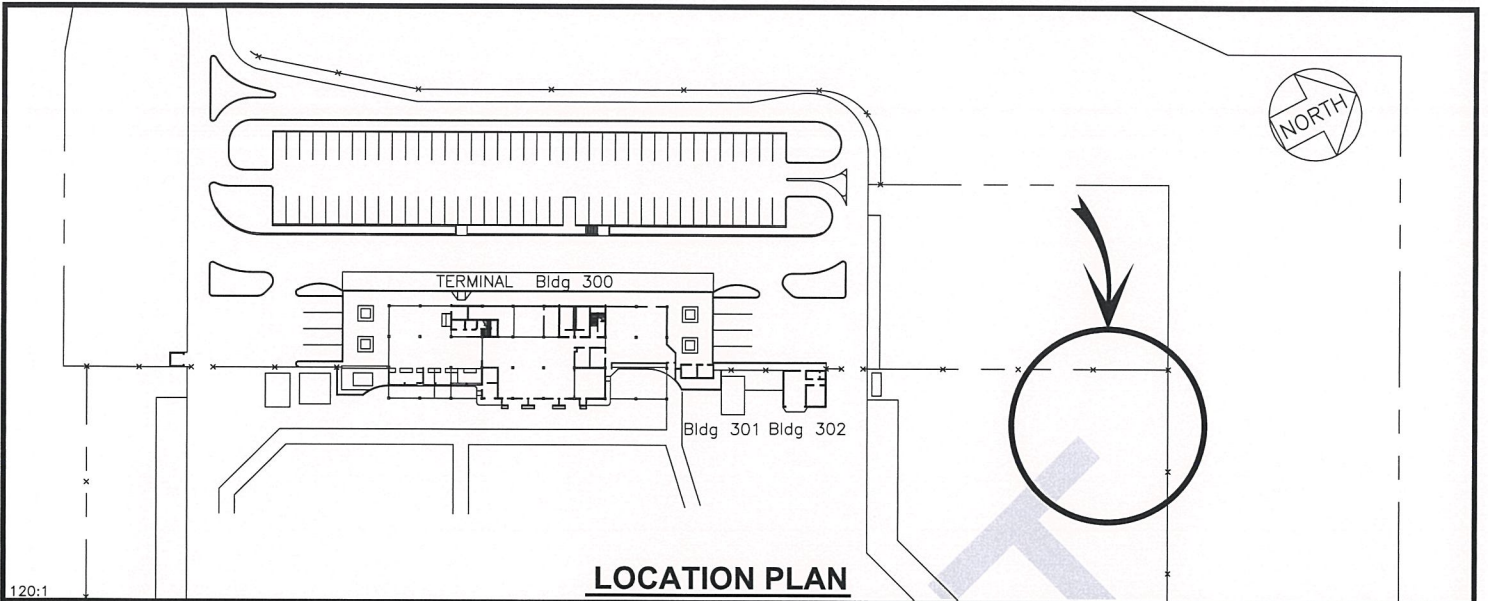 NORTH
TERMINAL Bldg 300
Bldg 301 Bldg 302
LOCATION PLAN
120:1